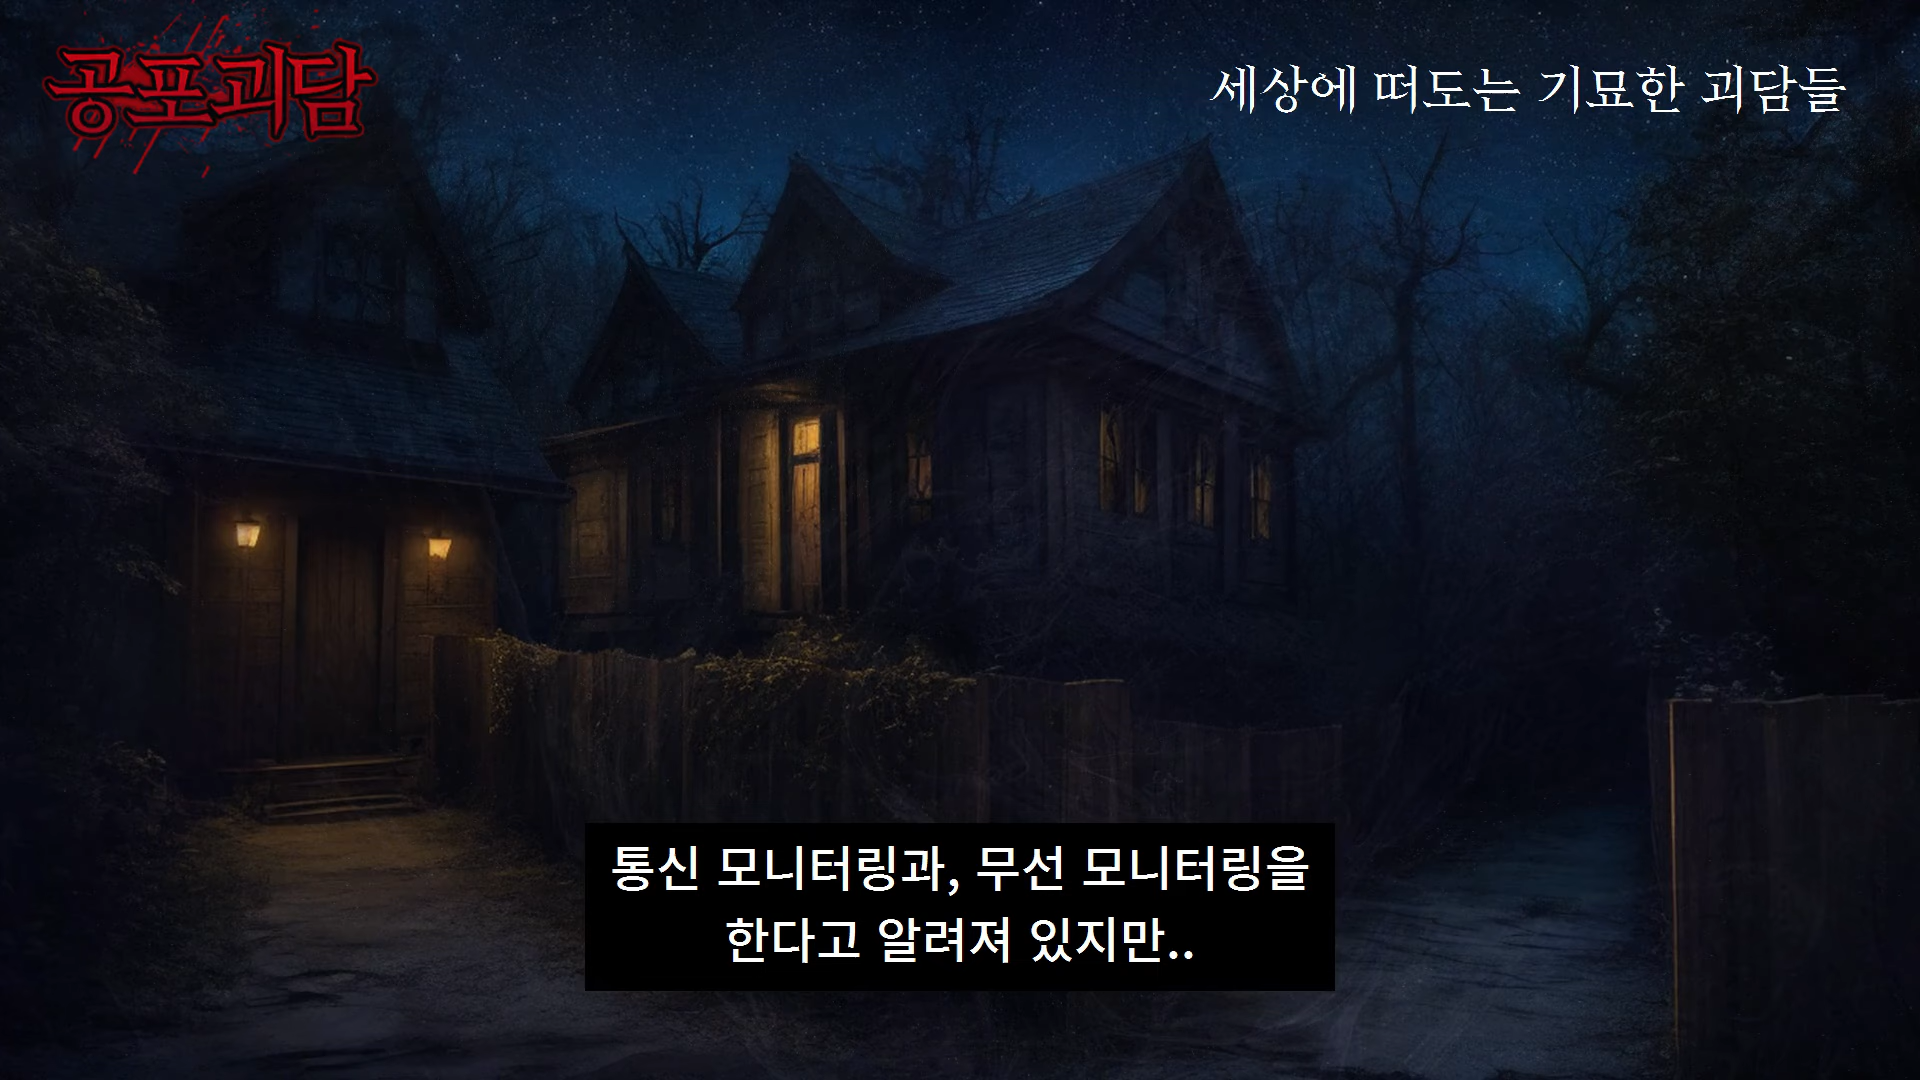 공포괴담
세상에 떠도는 기묘한 괴담들
통신 모니터링과, 무선 모니터링을
한다고 알려져 있지만..